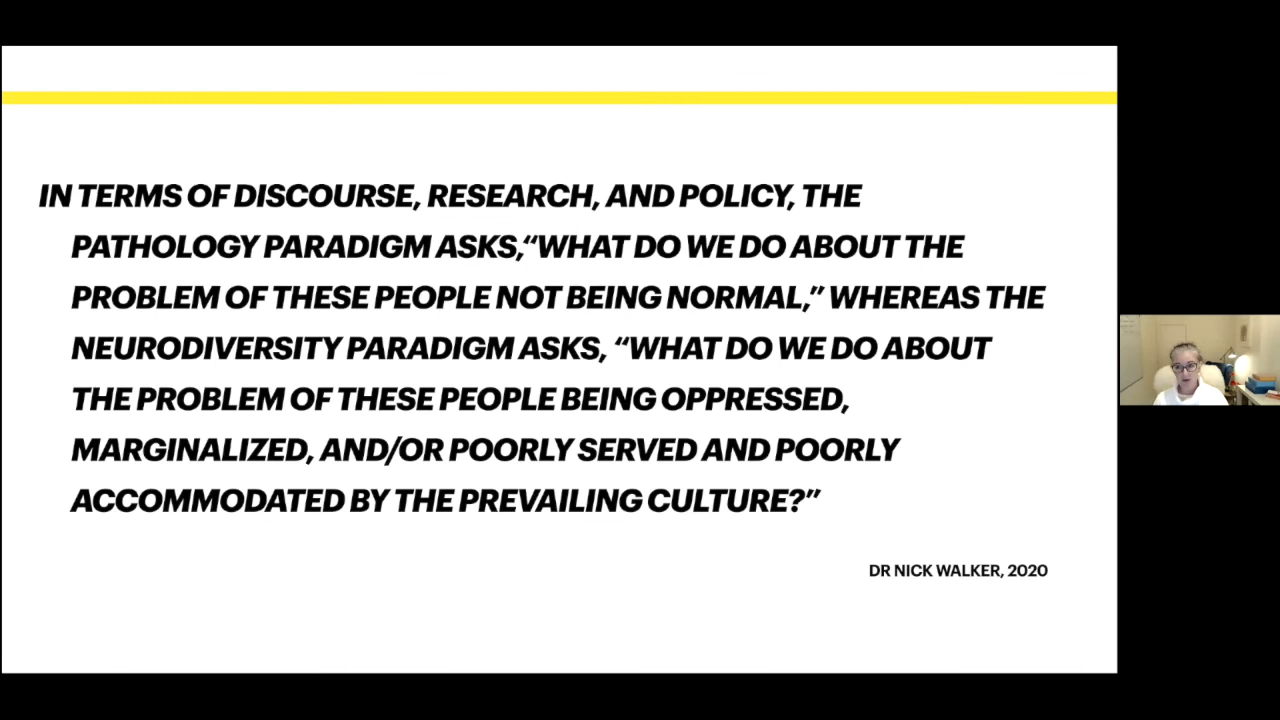 IN TERMS OF DISCOURSE, RESEARCH, AND POLICY, THE
PATHOLOGY PARADIGM ASKS,“WHAT DO WE DO ABOUT THE
PROBLEM OF THESE PEOPLE NOT BEING NORMAL,” WHEREAS THE
NEURODIVERSITY PARADIGM ASKS, “WHAT DO WE DO ABOUT
THE PROBLEM OF THESE PEOPLE BEING OPPRESSED,
MARGINALIZED, AND/OR POORLY SERVED AND POORLY
ACCOMMODATED BY THE PREVAILING CULTURE?”
DR NICK WALKER, 2020